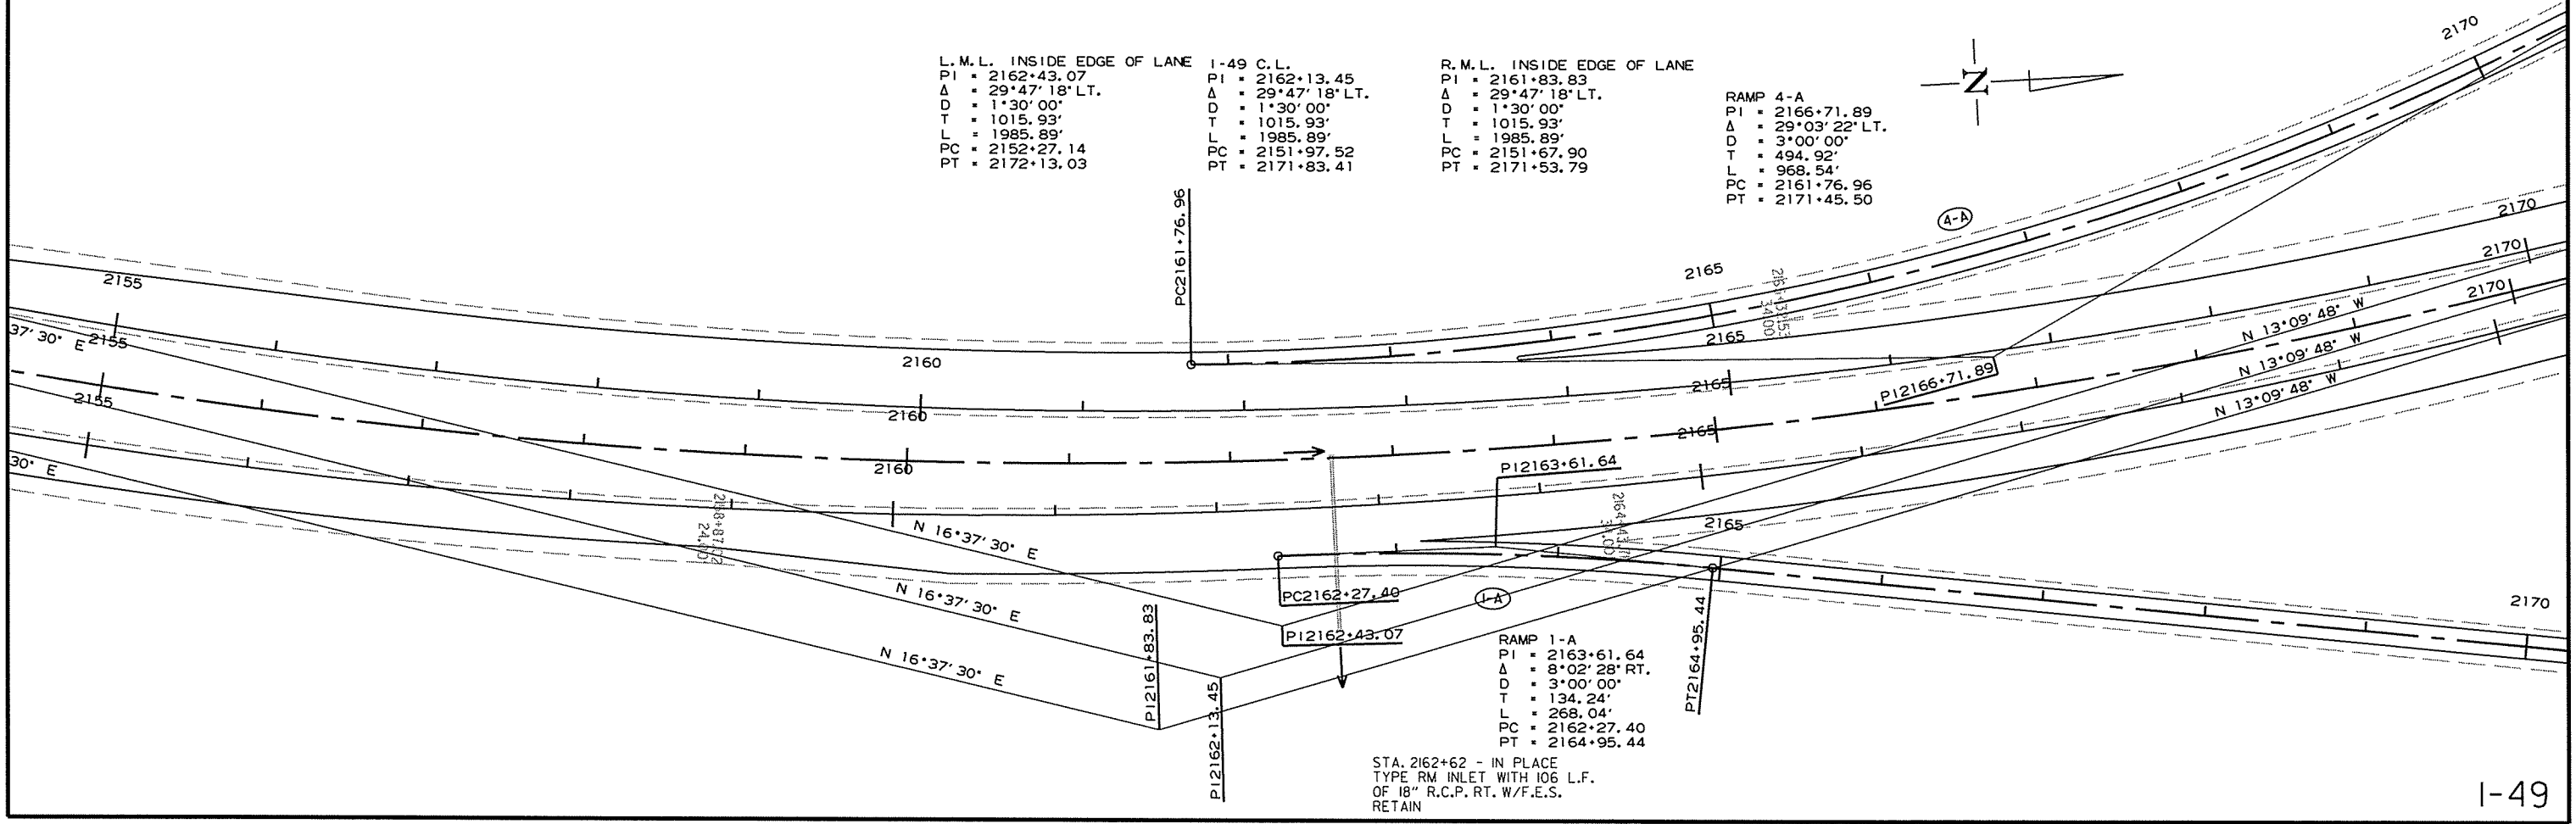 L.M.L. INSIDE EDGE OF LANE
PI = 2162+43.07
Δ = 29°47'18" LT.
D = 1°30'00"
T = 1015.93'
L = 1985.89'
PC = 2152+27.14
PT = 2172+13.03
I-49 C.L.
PI = 2162+13.45
Δ = 29°47'18" LT.
D = 1°30'00"
T = 1015.93'
L = 1985.89'
PC = 2151+97.52
PT = 2171+83.41
R.M.L. INSIDE EDGE OF LANE
PI = 2161+83.83
Δ = 29°47'18" LT.
D = 1°30'00"
T = 1015.93'
L = 1985.89'
PC = 2151+67.90
PT = 2171+53.79
RAMP 4-A
PI = 2166+71.89
Δ = 29°03'22" LT.
D = 3°00'00"
T = 494.92'
L = 968.54'
PC = 2161+76.96
PT = 2171+45.50
N
2170
PC2161+76.96
4-A
2170
2165
2155
2170
2170
N 13°09'48" W
N 13°09'48" W
N 13°09'48" W
37'30" E
2155
2165
2160
PI2166+71.89
2165
2155
2160
2165
30" E
2160
PI2163+61.64
34.00
2165
N 16°37'30" E
N 16°37'30" E
N 16°37'30" E
PC2162+27.40
1-A
2170
PI2162+43.07
PI2161+83.83
PI2162+13.45
PT2164+95.44
RAMP 1-A
PI = 2163+61.64
Δ = 8°02'28" RT.
D = 3°00'00"
T = 134.24'
L = 268.04'
PC = 2162+27.40
PT = 2164+95.44
STA. 2162+62 - IN PLACE
TYPE RM INLET WITH 106 L.F.
OF 18" R.C.P. RT. W/F.E.S.
RETAIN
I-49